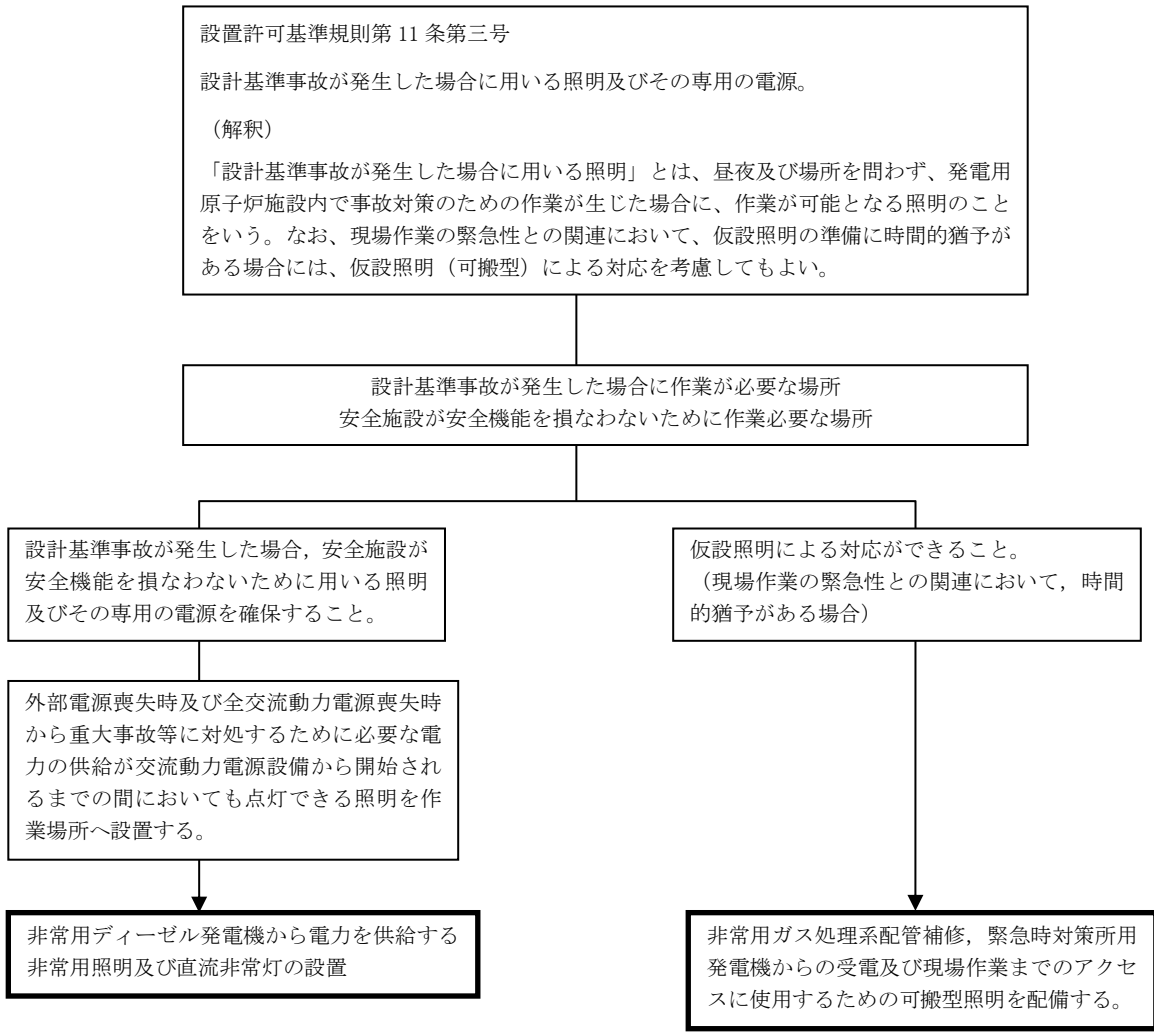 設置許可基準規則第 11 条第三号
設計基準事故が発生した場合に用いる照明及びその専用の電源。
（解釈）
「設計基準事故が発生した場合に用いる照明」とは、昼夜及び場所を問わず、発電用
原子炉施設内で事故対策のための作業が生じた場合に、作業が可能となる照明のこと
をいう。なお、現場作業の緊急性との関連において、仮設照明の準備に時間的猶予が
ある場合には、仮設照明（可搬型）による対応を考慮してもよい。
設計基準事故が発生した場合に作業が必要な場所
安全施設が安全機能を損なわないために作業必要な場所
設計基準事故が発生した場合，安全施設が
安全機能を損なわないために用いる照明
及びその専用の電源を確保すること。
仮設照明による対応ができること。
（現場作業の緊急性との関連において，時間
的猶予がある場合）
外部電源喪失時及び全交流動力電源喪失時
から重大事故等に対処するために必要な電
力の供給が交流動力電源設備から開始され
るまでの間においても点灯できる照明を作
業場所へ設置する。
非常用ディーゼル発電機から電力を供給する
非常用照明及び直流非常灯の設置
非常用ガス処理系配管補修，緊急時対策所用
発電機からの受電及び現場作業までのアクセ
スに使用するための可搬型照明を配備する。